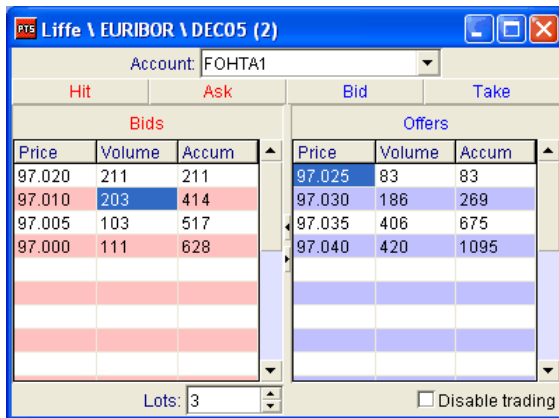 PTS Liffe \ EURIBOR \ DEC05 (2)
Account: FOHTA1
Hit Ask Bid Take
Bids Offers
Price Volume Accum Price Volume Accum
97.020 211 211 97.025 83 83
97.010 203 414 97.030 186 269
97.005 103 517 97.035 406 675
97.000 111 628 97.040 420 1095
Lots: 3 Disable trading